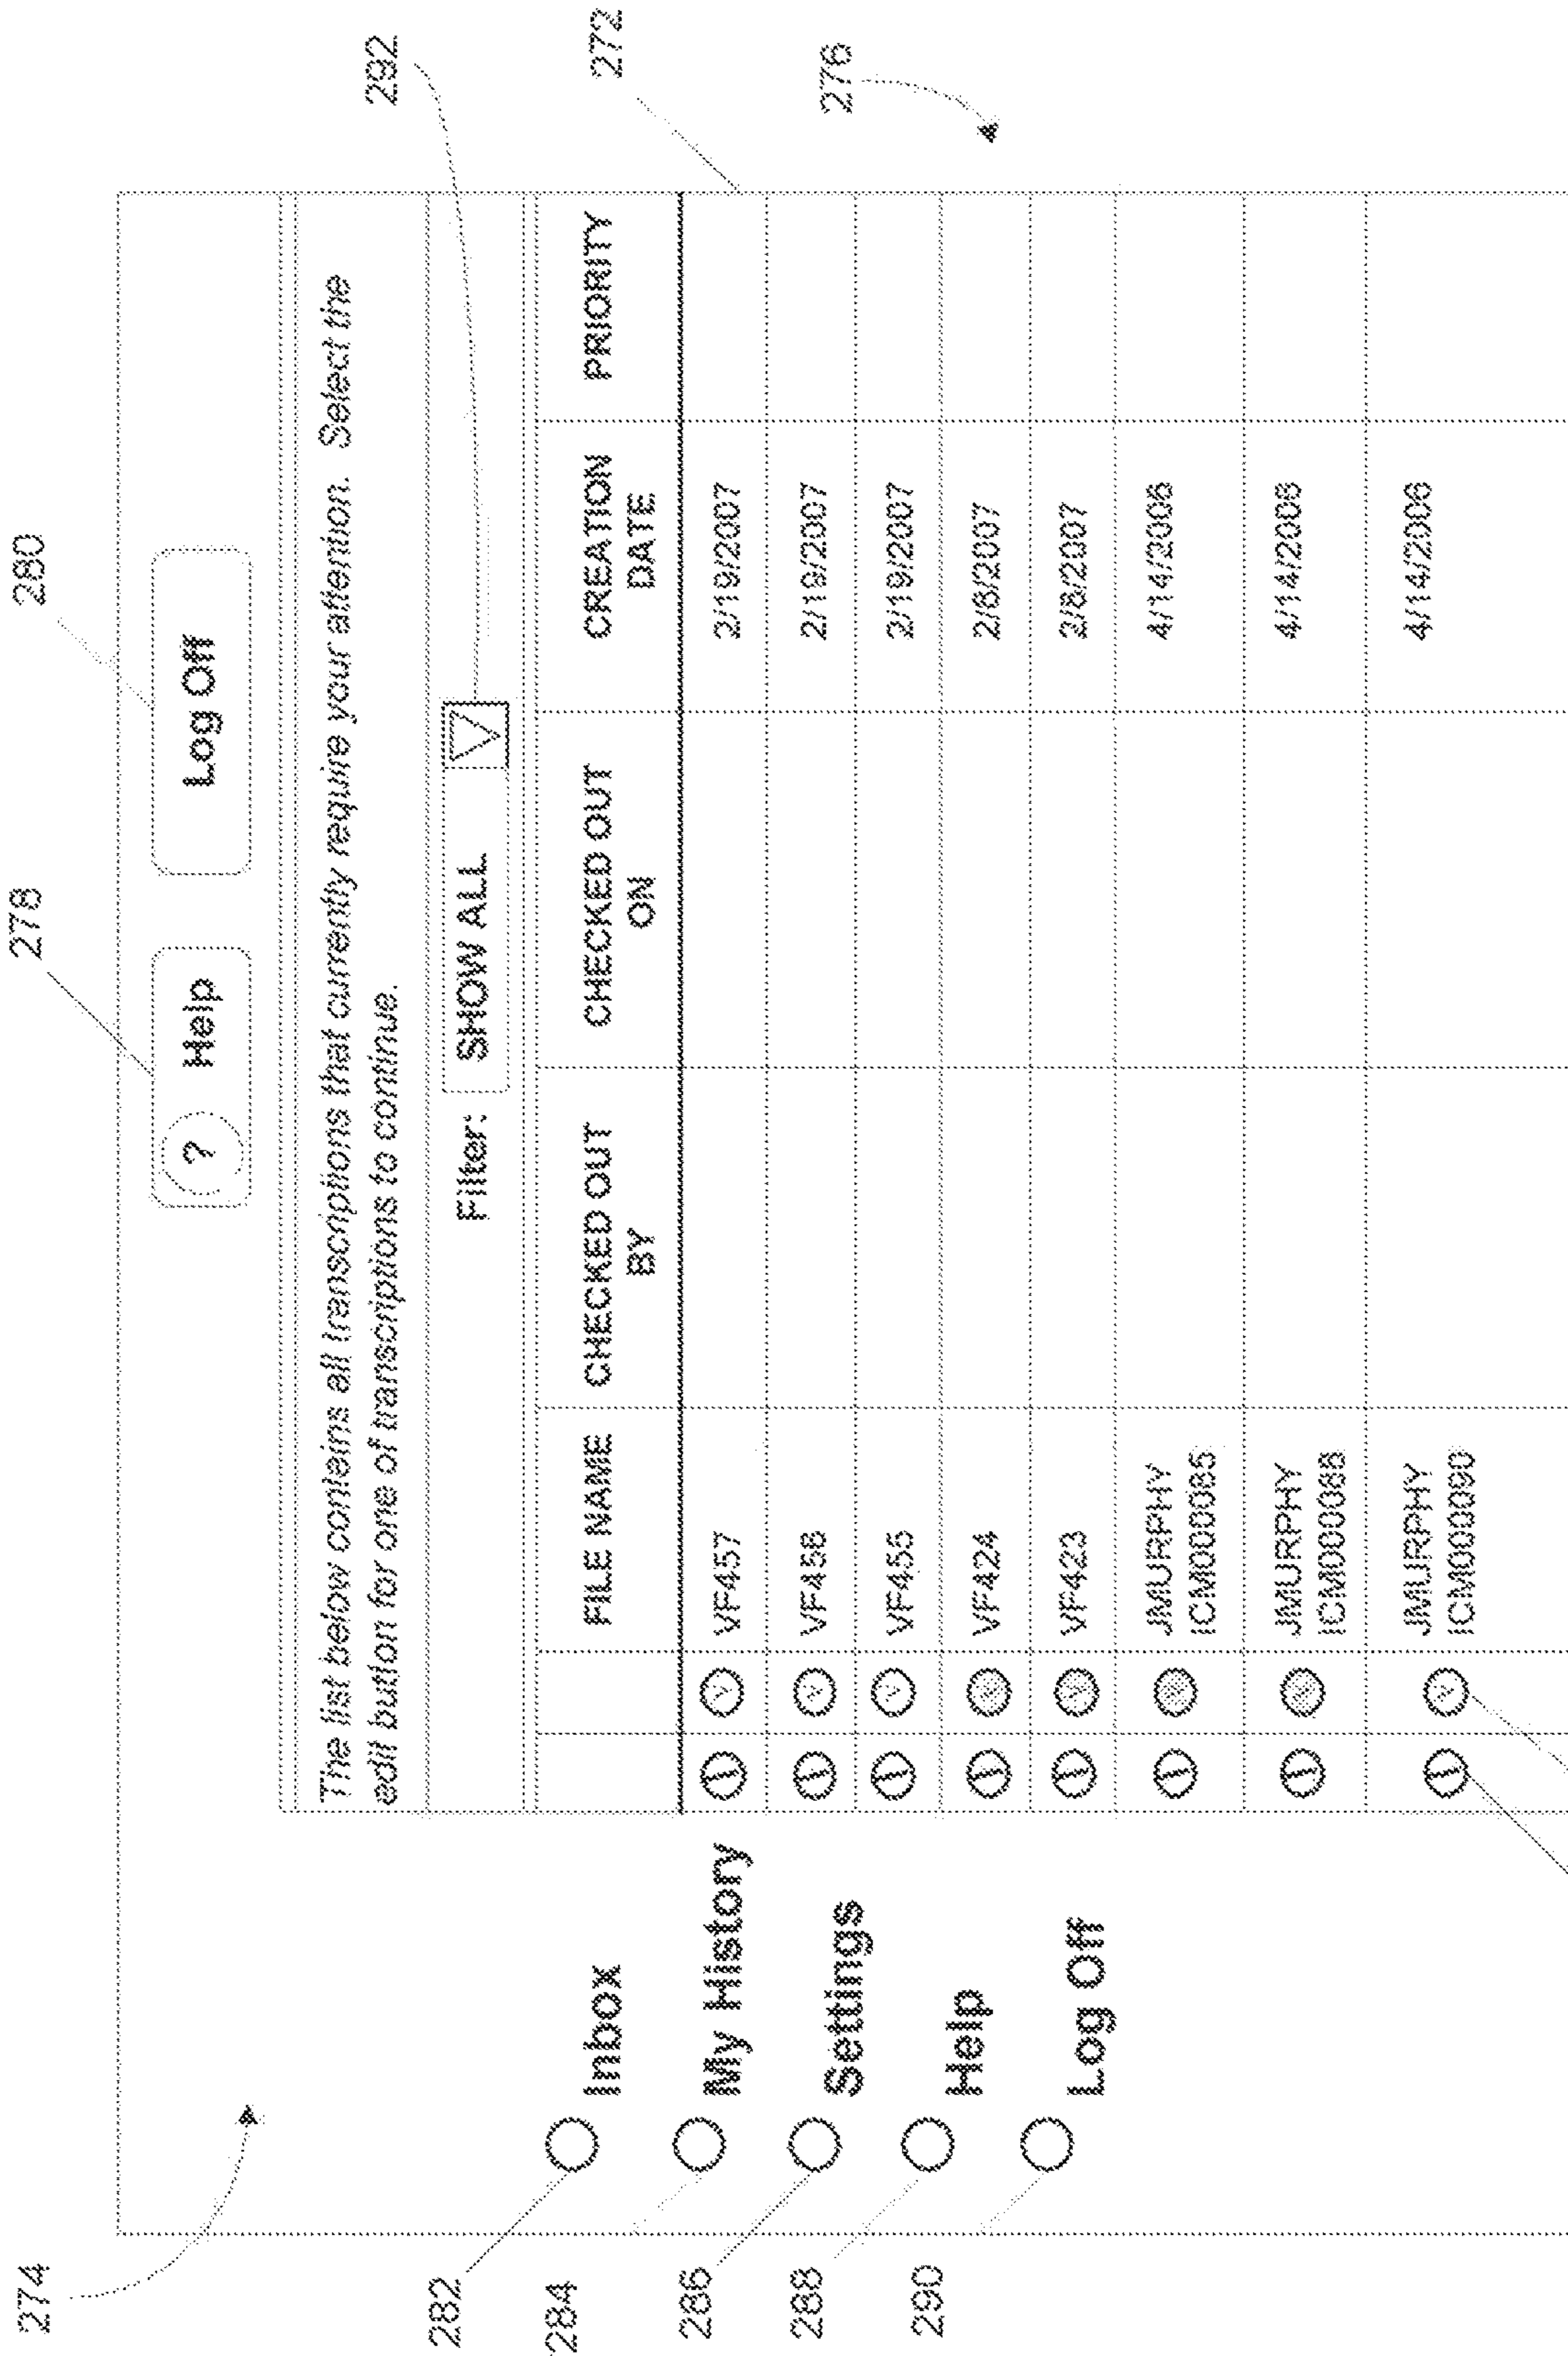 274
278
280
Help
Log Off
?
The list below contains all transcriptions that currently require your attention. Select the
edit button for one of transcriptions to continue.
Filter: SHOW ALL
292
282
284
286
288
290
Inbox
My History
Settings
Help
Log Off
FILE NAME CHECKED OUT BY CHECKED OUT ON CREATION DATE PRIORITY
272
276
VF457 2/19/2007
VF456 2/19/2007
VF455 2/19/2007
VF424 2/6/2007
VF423 2/6/2007
JMURPHY 4/14/2006
ICM000085
JMURPHY 4/14/2006
ICM000088
JMURPHY 4/14/2006
ICM000090